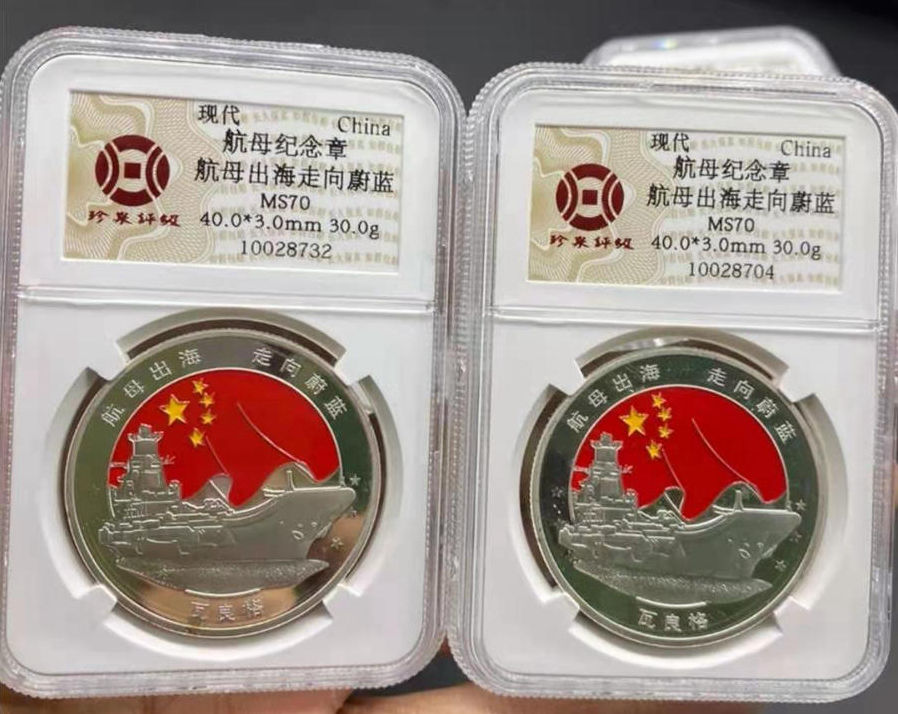 现代
China
航母纪念章
航母出海走向蔚蓝
MS70
40.0*3.0mm 30.0g
10028732
珍泉评级
航母出海 走向蔚蓝
瓦良格
现代
China
航母纪念章
航母出海走向蔚蓝
MS70
40.0*3.0mm 30.0g
10028704
珍泉评级
航母出海 走向蔚蓝
瓦良格